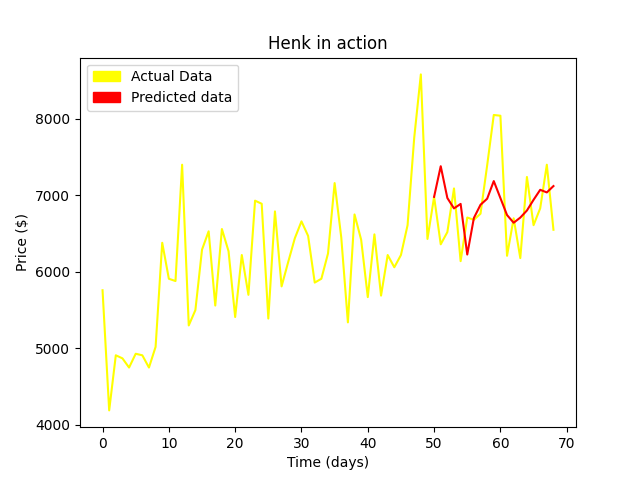 Henk in action
Actual Data
Predicted data
8000
7000
6000
5000
4000
Price ($)
0 10 20 30 40 50 60 70
Time (days)